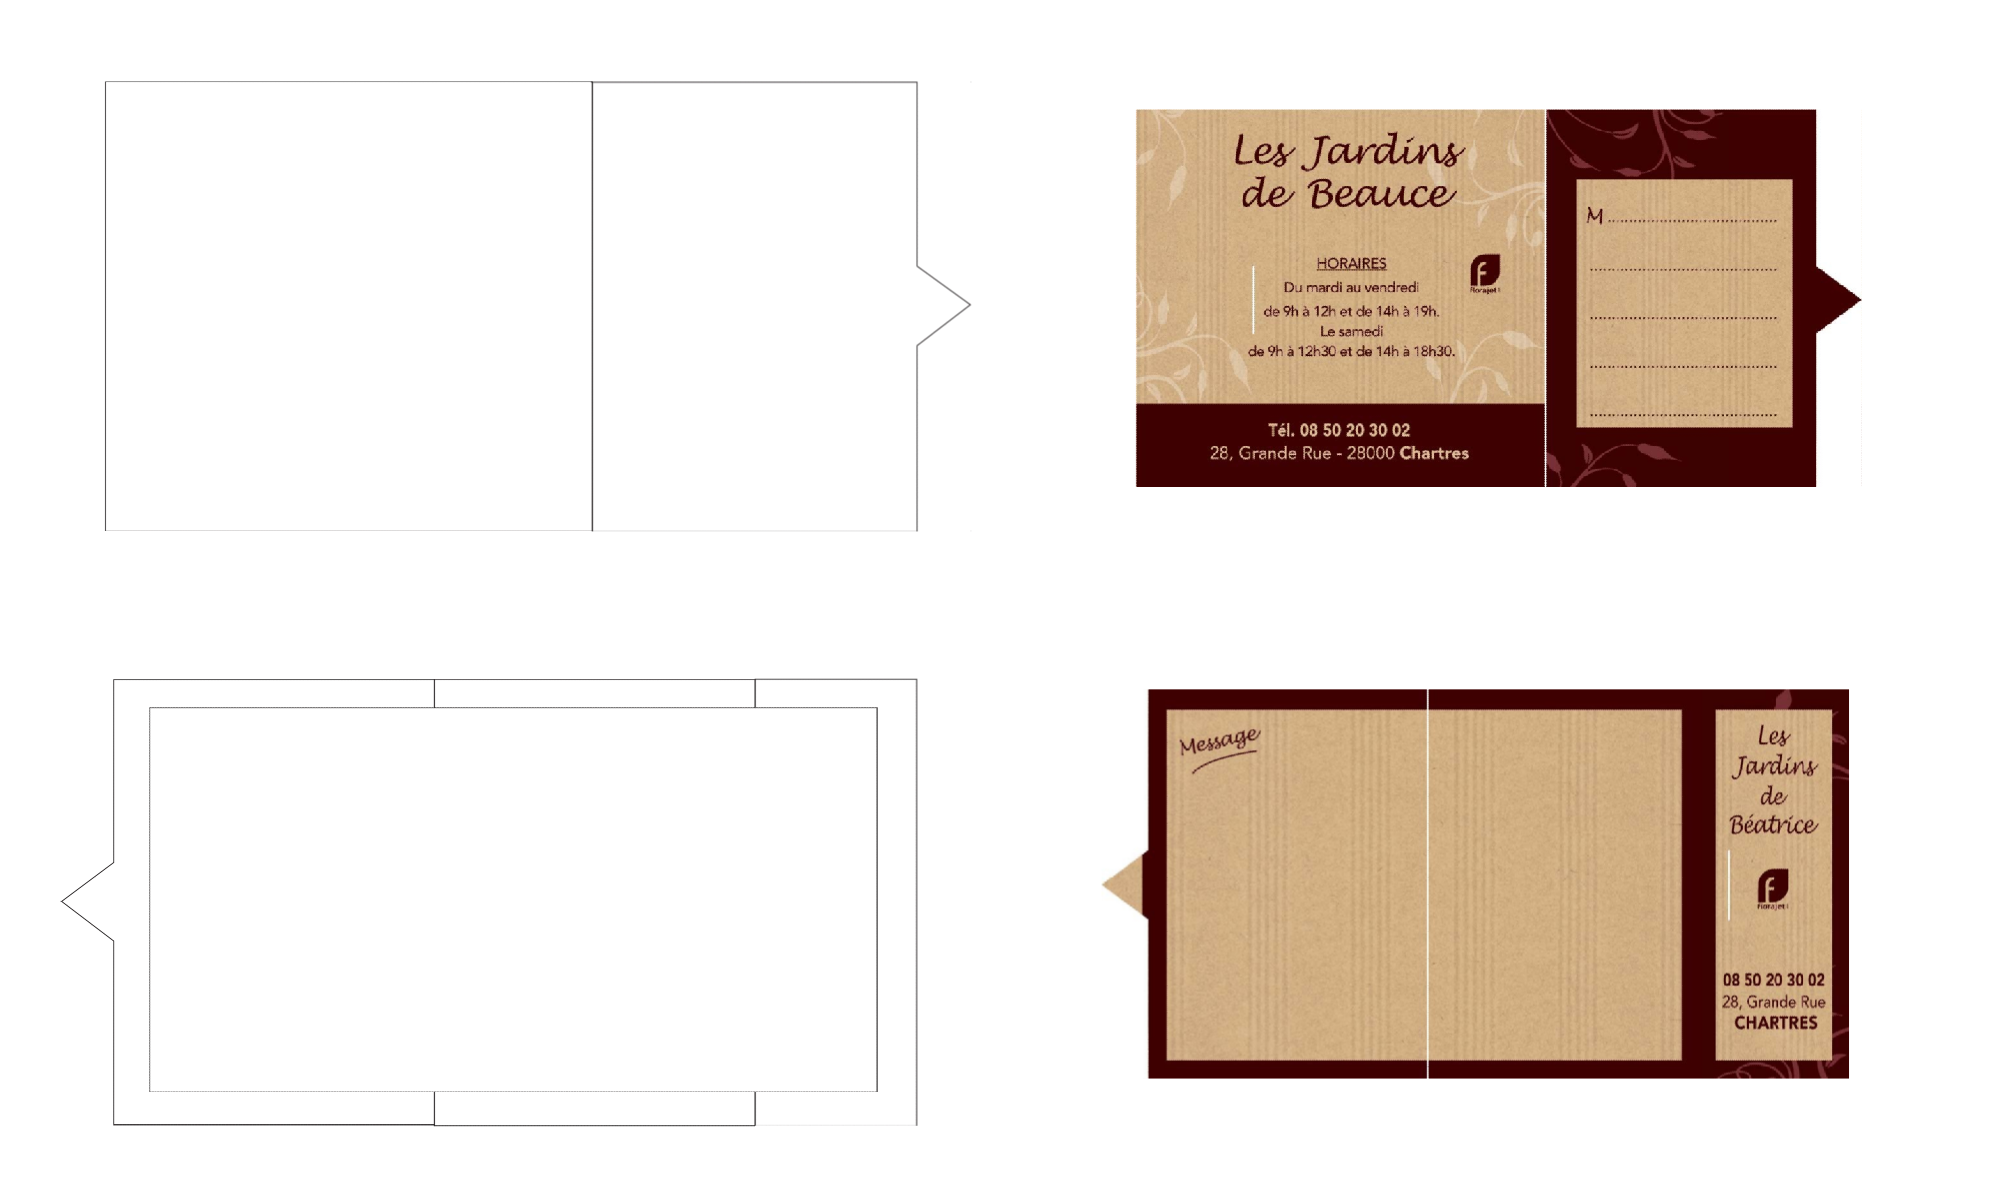 Les Jardins
de Beauce
HORAIRES
Du mardi au vendredi
de 9h à 12h et de 14h à 19h.
Le samedi
de 9h à 12h30 et de 14h à 18h30.
florajet
Tél. 08 50 20 30 02
28, Grande Rue - 28000 Chartres
M
Message
Les
Jardins
de
Béatrice
florajet
08 50 20 30 02
28, Grande Rue
CHARTRES